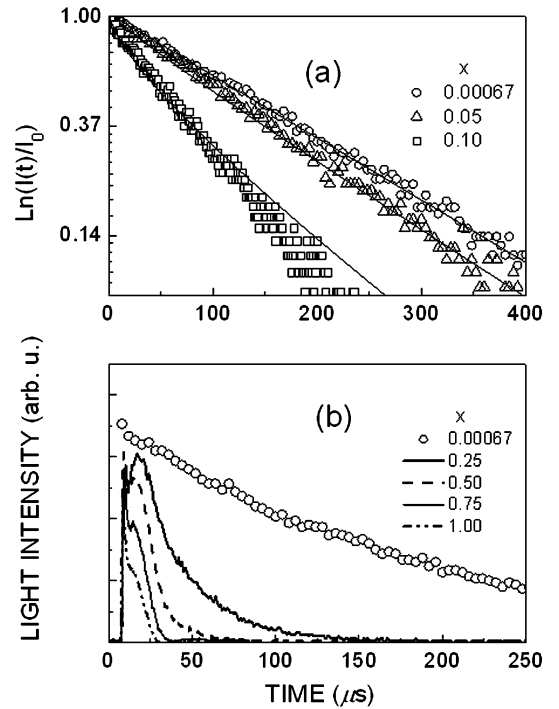 1.00
0.37
0.14
Ln(I(t)/I₀)
(a)
X
0.00067
0.05
0.10
0 100 200 300 400
(b)
X
0.00067
0.25
0.50
0.75
1.00
LIGHT INTENSITY (arb. u.)
0 50 100 150 200 250
TIME (μs)